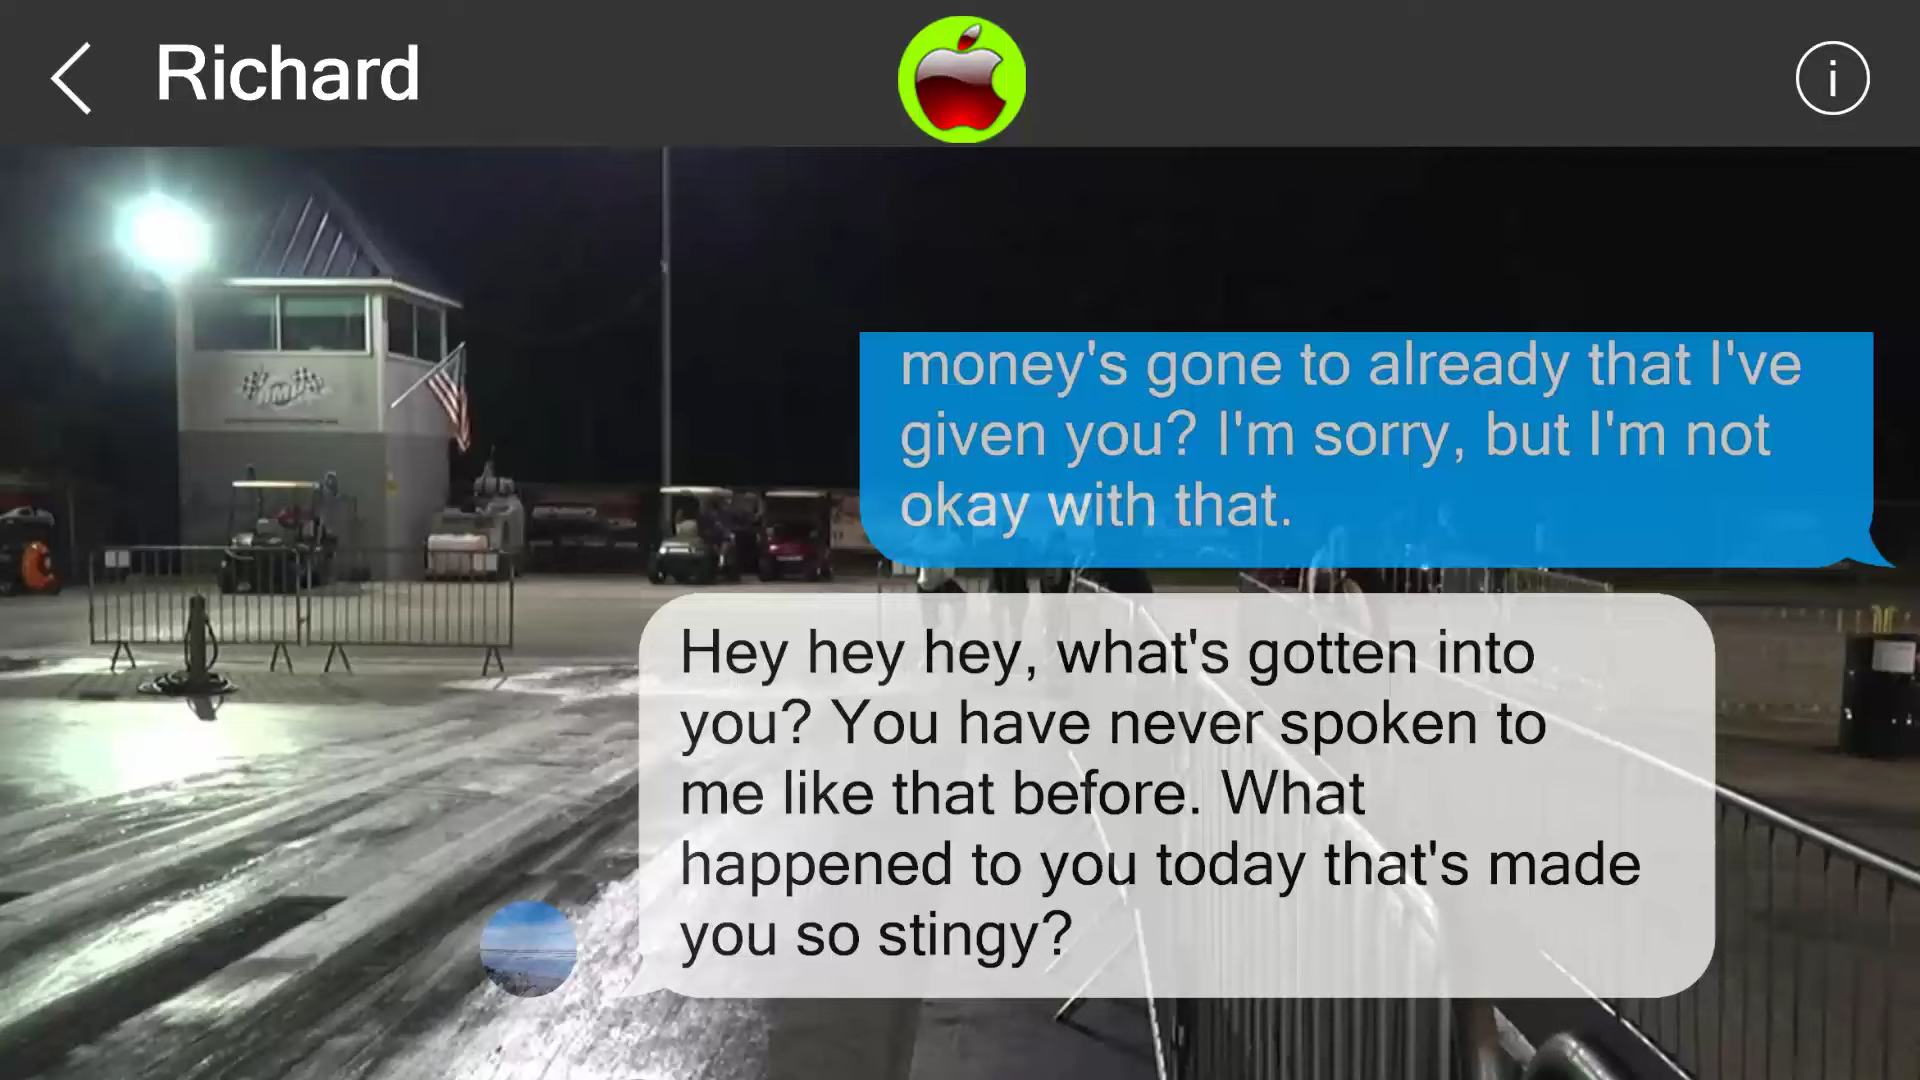 Richard
money's gone to already that I've
given you? I'm sorry, but I'm not
okay with that.
Hey hey hey, what's gotten into
you? You have never spoken to
me like that before. What
happened to you today that's made
you so stingy?